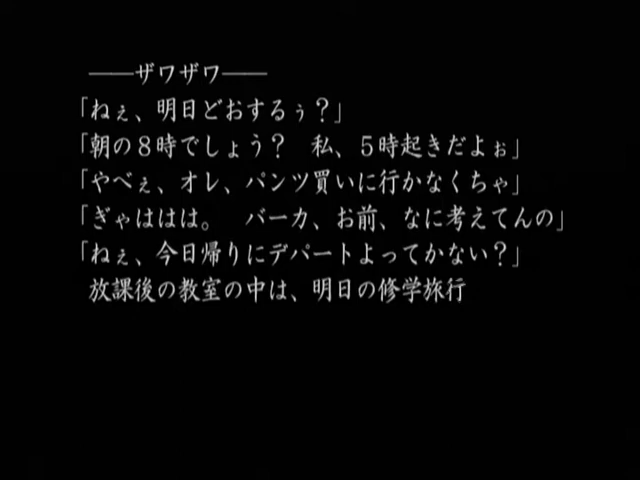 ――ザワザワ――
「ねぇ、明日どおするぅ？」
「朝の８時でしょう？　私、５時起きだよぉ」
「やべぇ、オレ、パンツ買いに行かなくちゃ」
「ぎゃははは。　バーカ、お前、なに考えてんの」
「ねぇ、今日帰りにデパートよってかない？」
放課後の教室の中は、明日の修学旅行